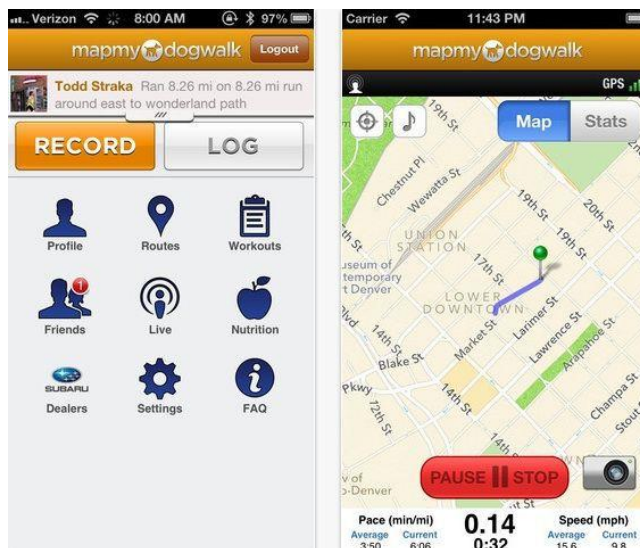 Verizon 8:00 AM 97%
mapmy dogwalk Logout
Todd Straka Ran 8.26 mi on 8.26 mi run
around east to wonderland path
RECORD LOG
Profile Routes Workouts
1
Friends Live Nutrition
SUBARU
Dealers Settings FAQ
Carrier 11:43 PM
mapmy dogwalk
GPS
Map Stats
19th St
Chestnut Pl
Wewatta St
19th St
20th St
19th St
UNION
STATION
17th St
LOWER
DOWNTOWN
Larimer St
Market St
Lawrence St
Arapahoe St
14th St
Blake St
Pkwy
12th St
14th St
14th
Champa St
Stout
PAUSE STOP
Pace (min/mi) 0.14 Speed (mph)
Average Current 0:32 Average Current
3:50 6:06 15.6 9.8